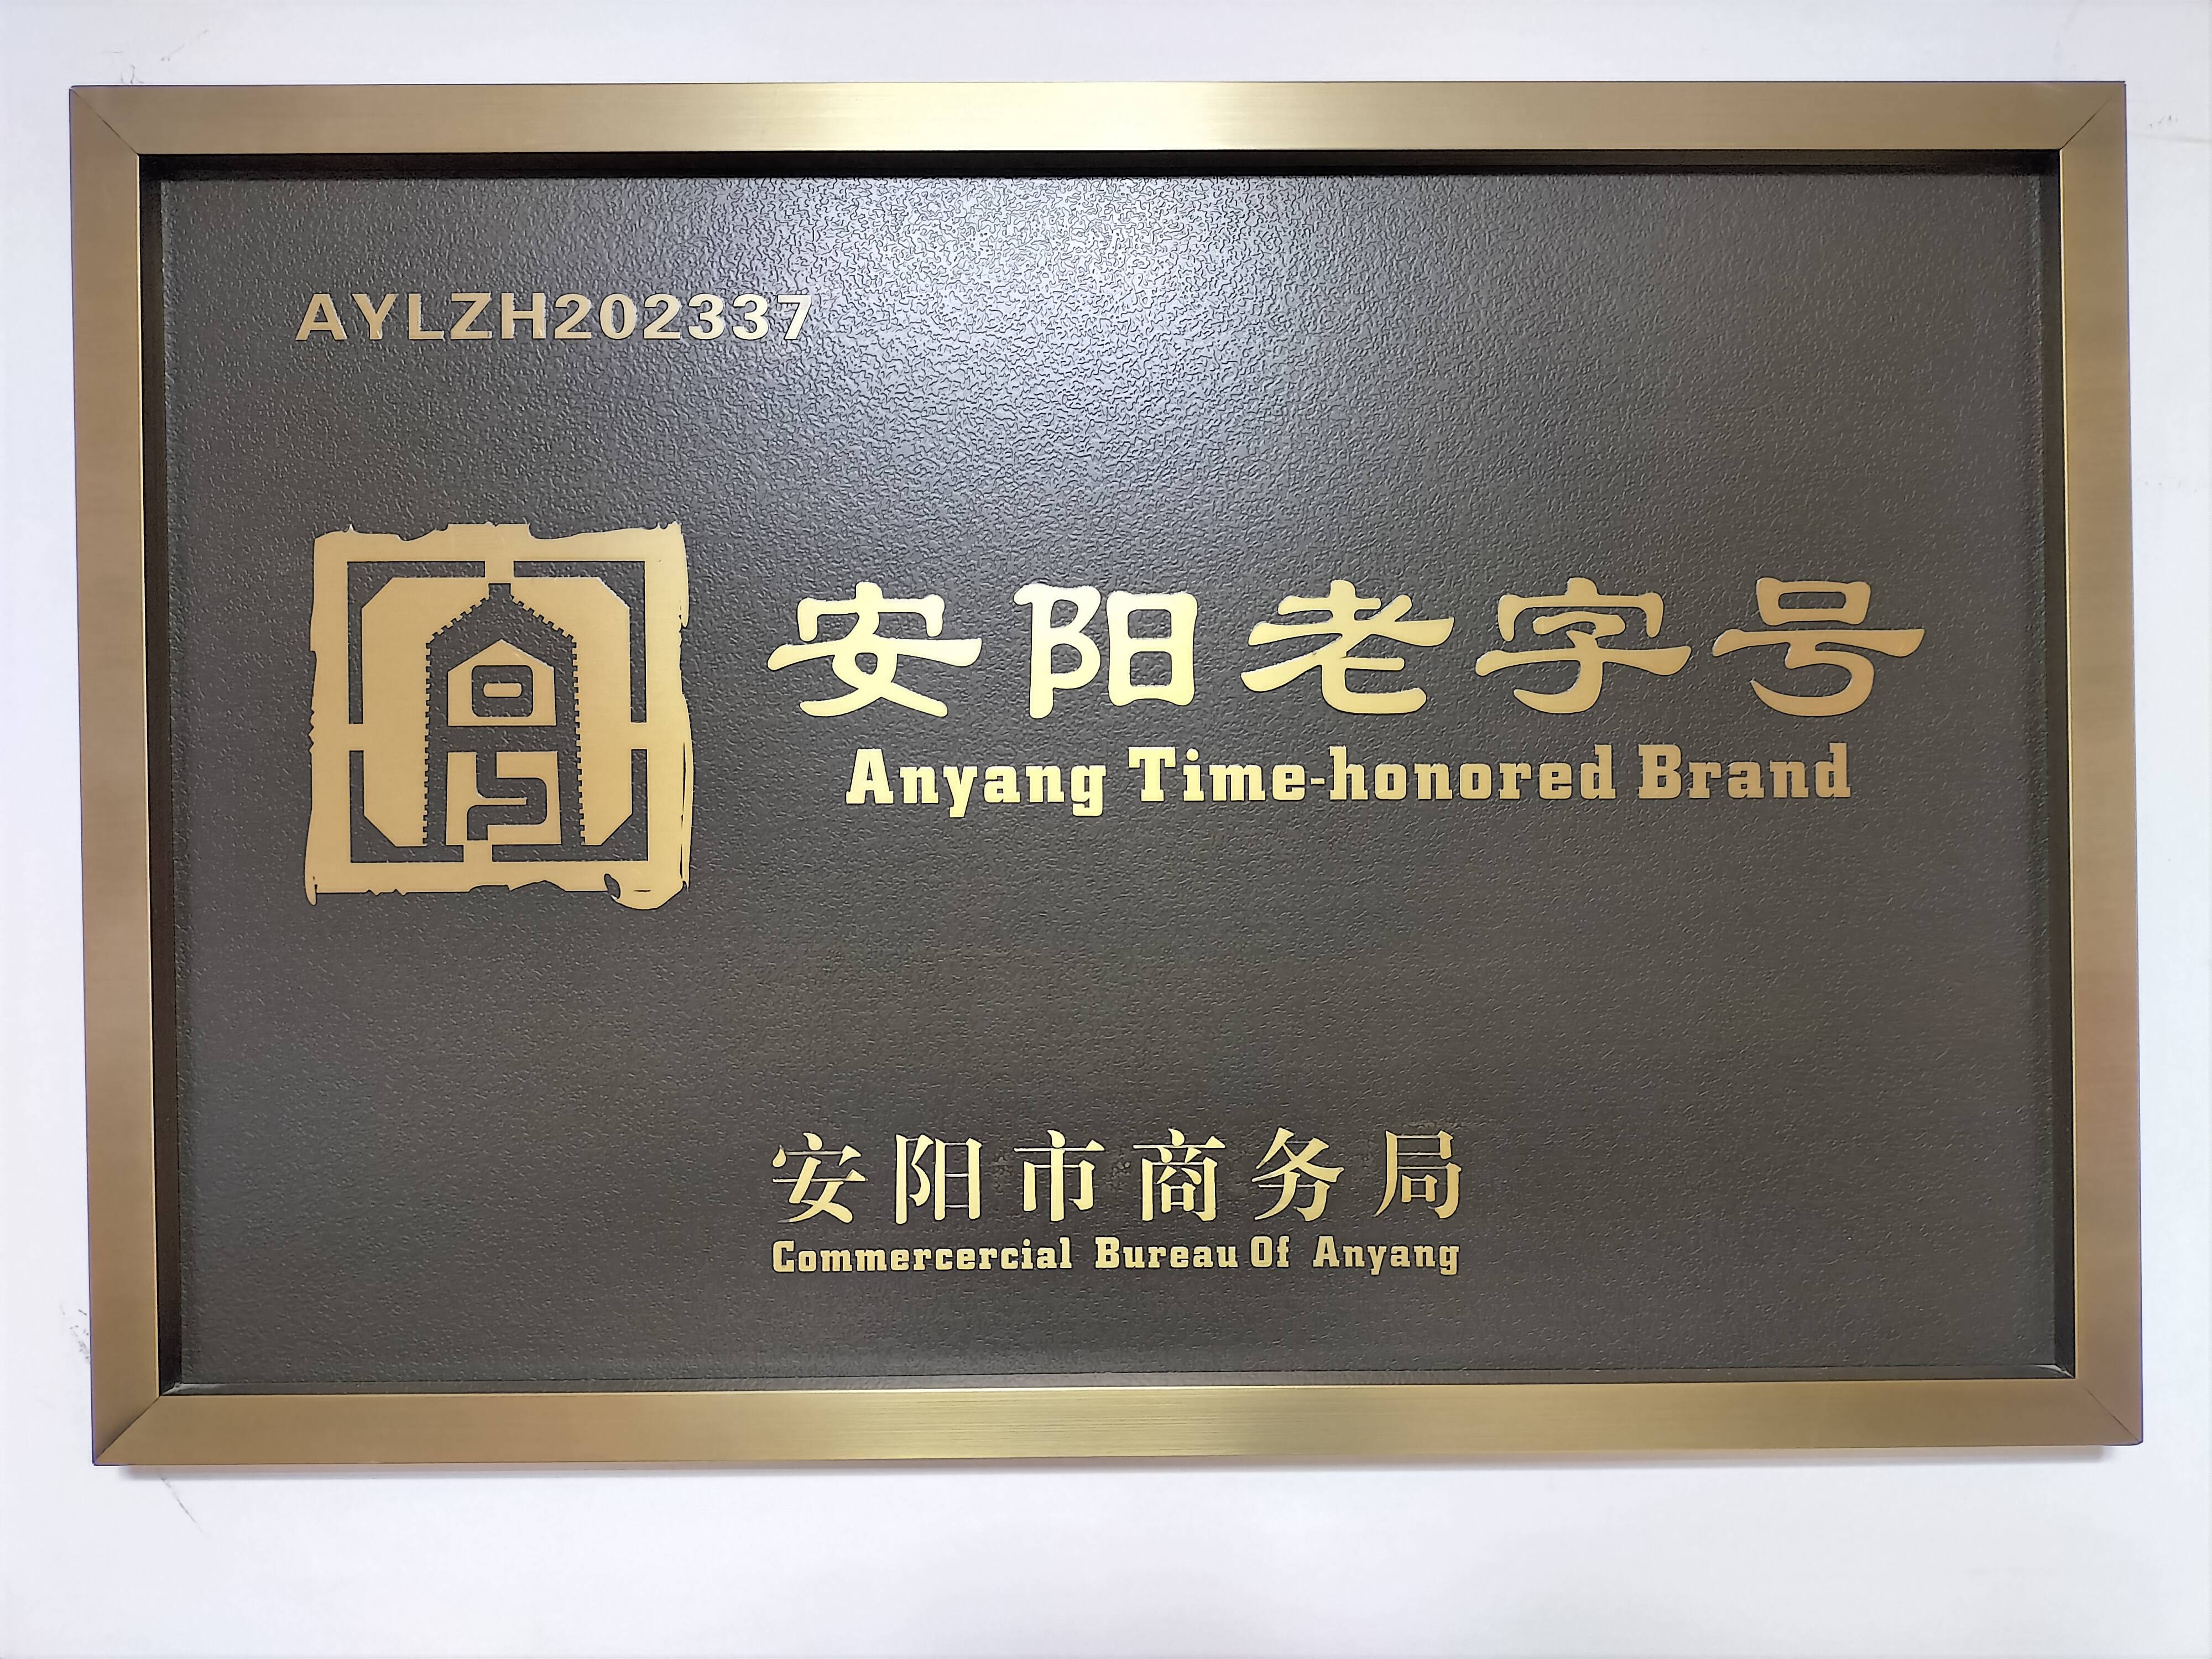 AYLZH202337
安阳老字号
Anyang Time-honored Brand
安阳市商务局
Commercercial Bureau Of Anyang